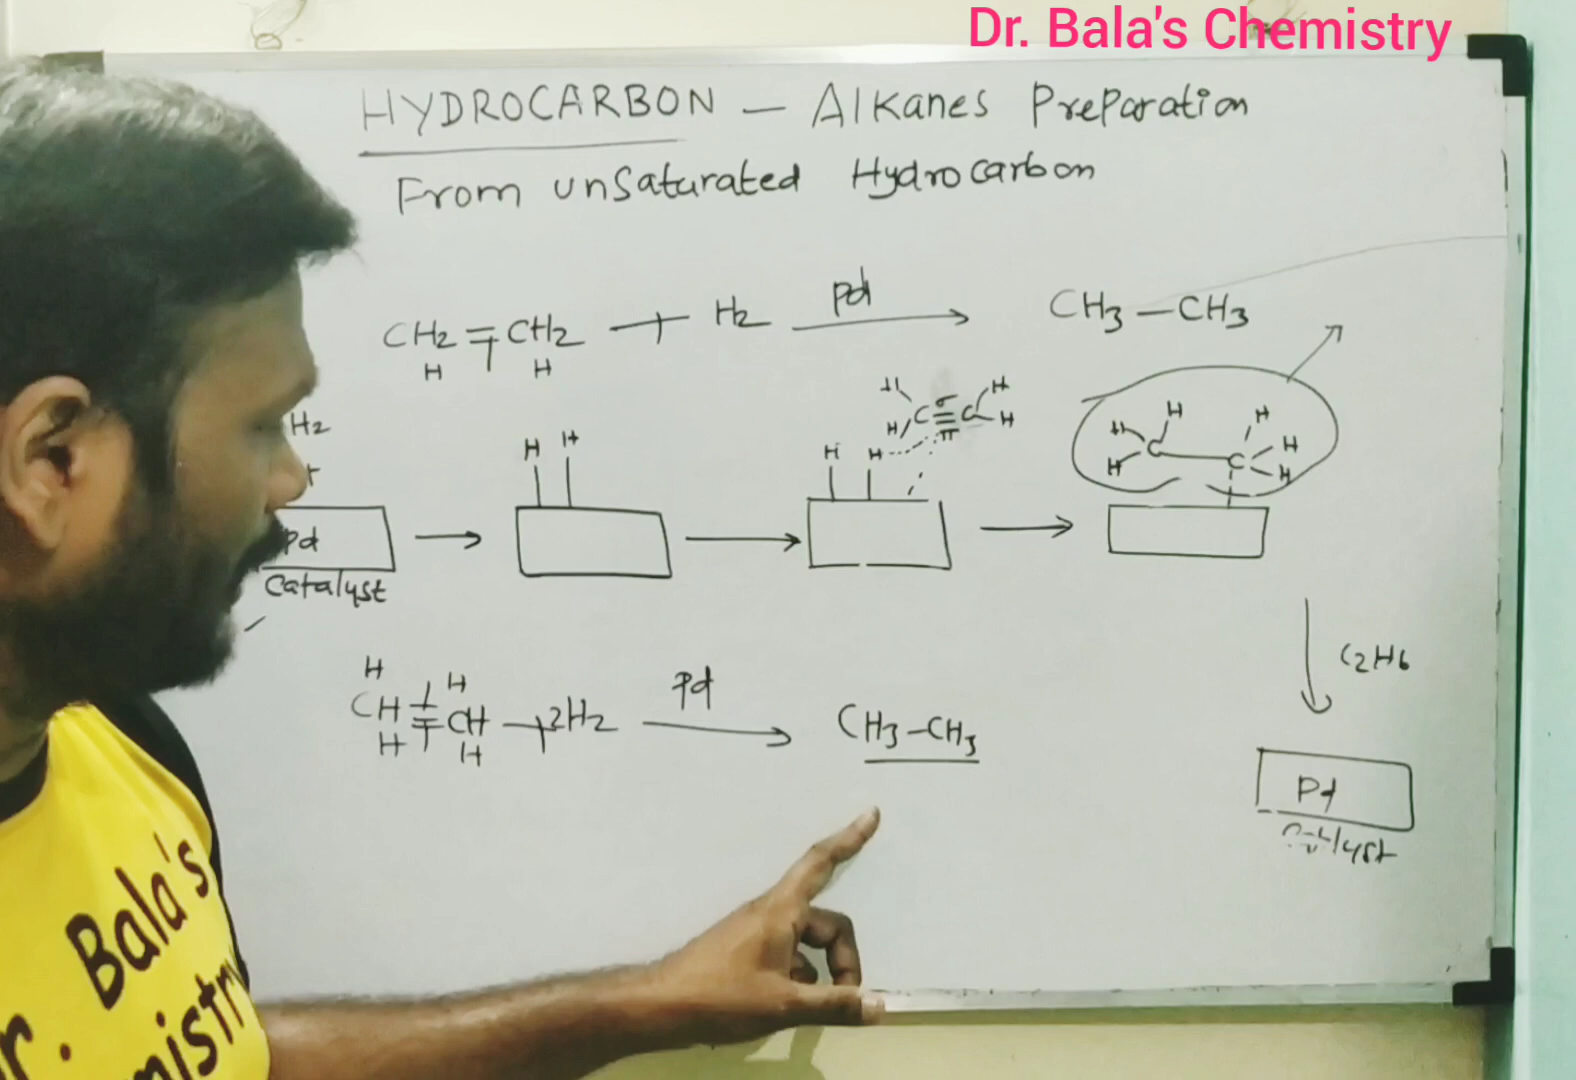 Dr. Bala's Chemistry
HYDROCARBON — Alkanes Preparation
From unSaturated Hydrocarbon
CH2 = CH2 + H2 Pd → CH3 — CH3
H H
H2
H H
H H
H C ≡ C H
H H
σ
π
H H
H H H
H C — C H
H H
Pd
Catalyst
C2H6
H H
CH ≡ CH + 2H2 Pd → CH3 – CH3
H H
Pd
Catalyst
Bala's